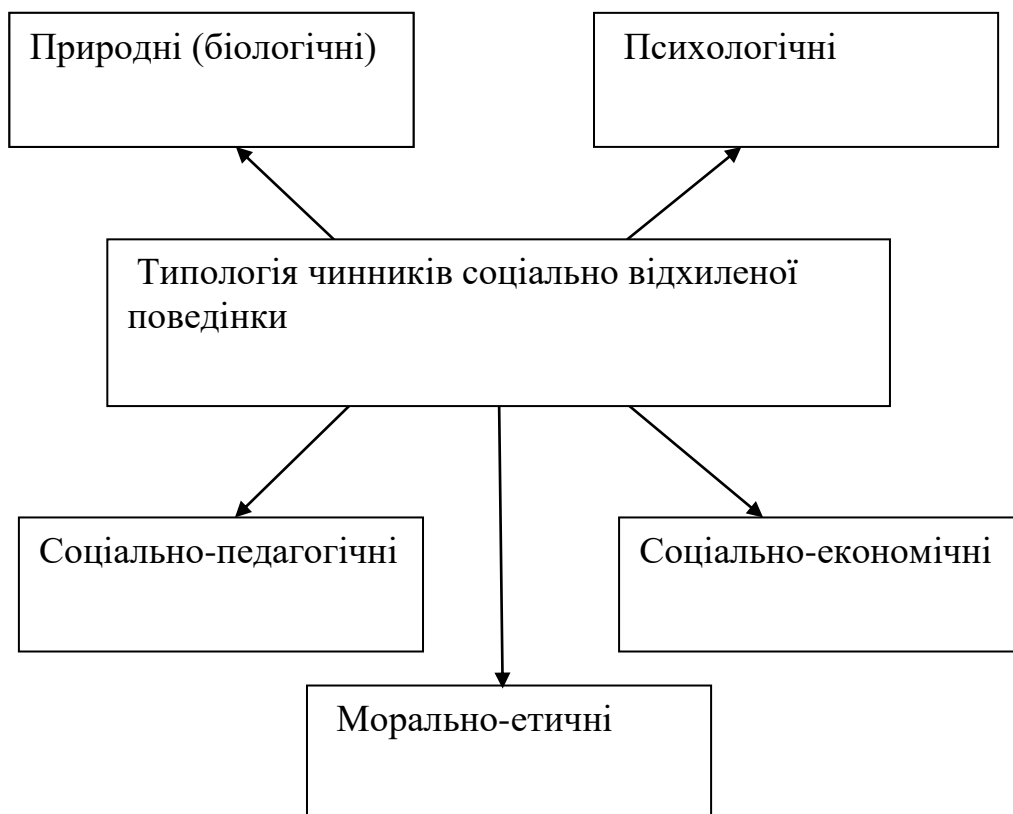 Природні (біологічні)
Психологічні
Типологія чинників соціально відхиленої
поведінки
Соціально-педагогічні
Соціально-економічні
Морально-етичні